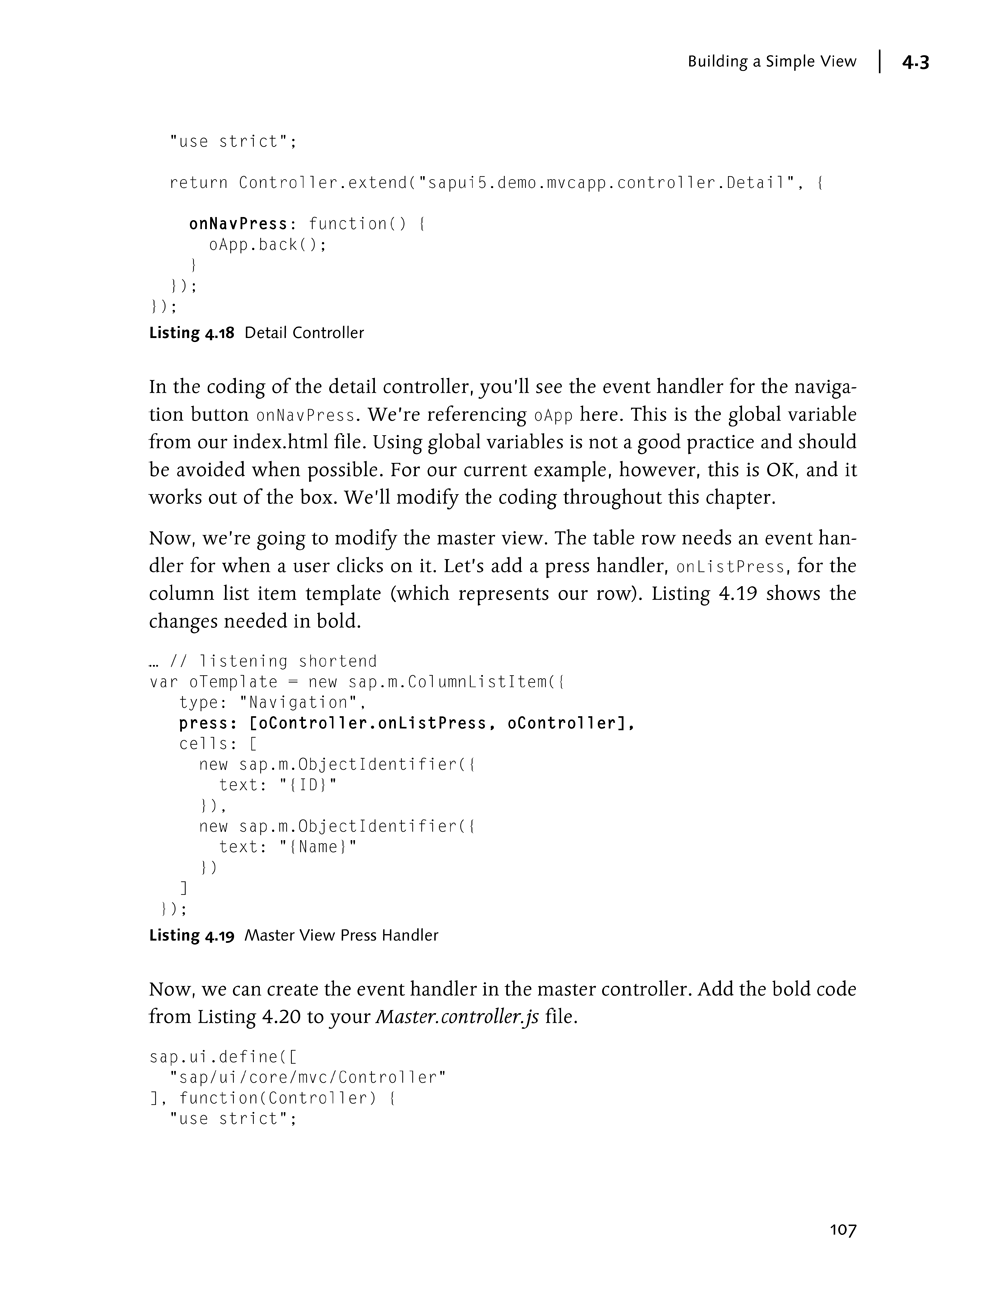 Building a Simple View | 4.3
"use strict";
return Controller.extend("sapui5.demo.mvcapp.controller.Detail", {
onNavPress: function() {
oApp.back();
}
});
});
Listing 4.18 Detail Controller
In the coding of the detail controller, you'll see the event handler for the naviga-
tion button onNavPress. We're referencing oApp here. This is the global variable
from our index.html file. Using global variables is not a good practice and should
be avoided when possible. For our current example, however, this is OK, and it
works out of the box. We'll modify the coding throughout this chapter.
Now, we're going to modify the master view. The table row needs an event han-
dler for when a user clicks on it. Let's add a press handler, onListPress, for the
column list item template (which represents our row). Listing 4.19 shows the
changes needed in bold.
… // listening shortend
var oTemplate = new sap.m.ColumnListItem({
type: "Navigation",
press: [oController.onListPress, oController],
cells: [
new sap.m.ObjectIdentifier({
text: "{ID}"
}),
new sap.m.ObjectIdentifier({
text: "{Name}"
})
]
});
Listing 4.19 Master View Press Handler
Now, we can create the event handler in the master controller. Add the bold code
from Listing 4.20 to your Master.controller.js file.
sap.ui.define([
"sap/ui/core/mvc/Controller"
], function(Controller) {
"use strict";
107